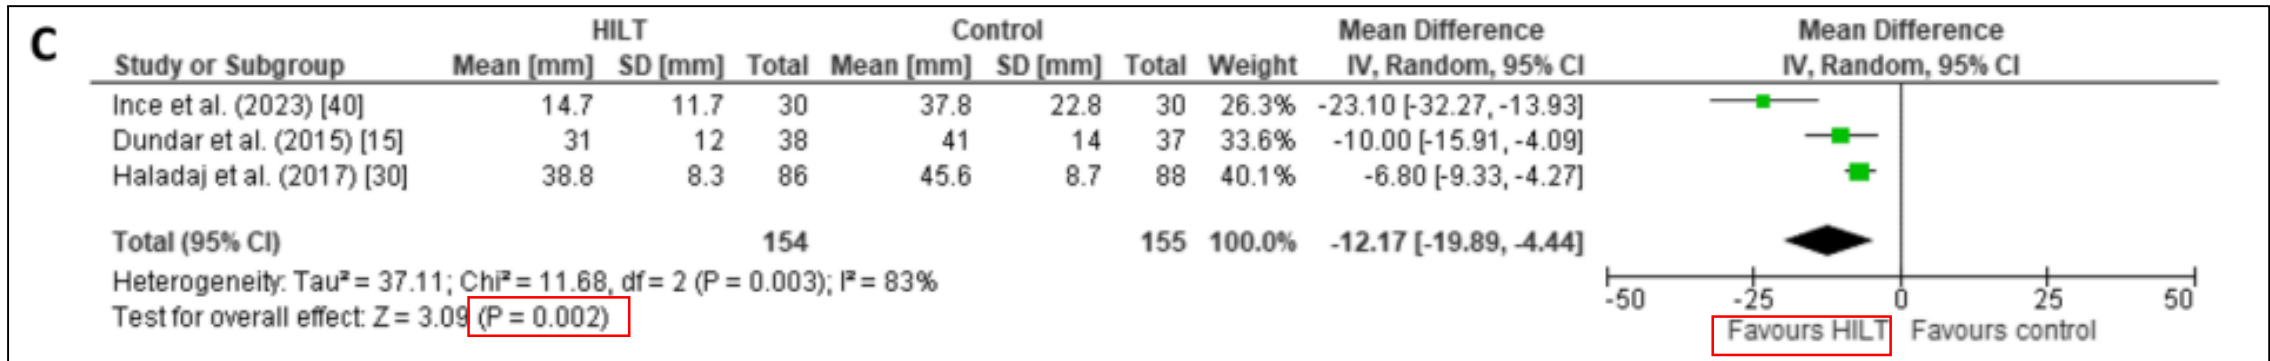 C
HILT Control Mean Difference Mean Difference
Study or Subgroup Mean [mm] SD [mm] Total Mean [mm] SD [mm] Total Weight IV, Random, 95% CI IV, Random, 95% CI
Ince et al. (2023) [40] 14.7 11.7 30 37.8 22.8 30 26.3% -23.10 [-32.27, -13.93]
Dundar et al. (2015) [15] 31 12 38 41 14 37 33.6% -10.00 [-15.91, -4.09]
Haladaj et al. (2017) [30] 38.8 8.3 86 45.6 8.7 88 40.1% -6.80 [-9.33, -4.27]
Total (95% CI) 154 155 100.0% -12.17 [-19.89, -4.44]
Heterogeneity: Tau² = 37.11; Chi² = 11.68, df = 2 (P = 0.003); I² = 83%
Test for overall effect: Z = 3.09 (P = 0.002)
-50 -25 0 25 50
Favours HILT Favours control